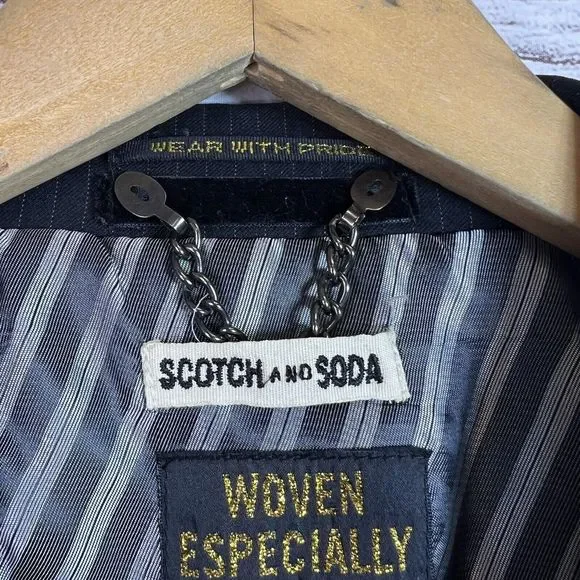 WEAR WITH PRIDE
SCOTCH AND SODA
WOVEN
ESPECIALLY